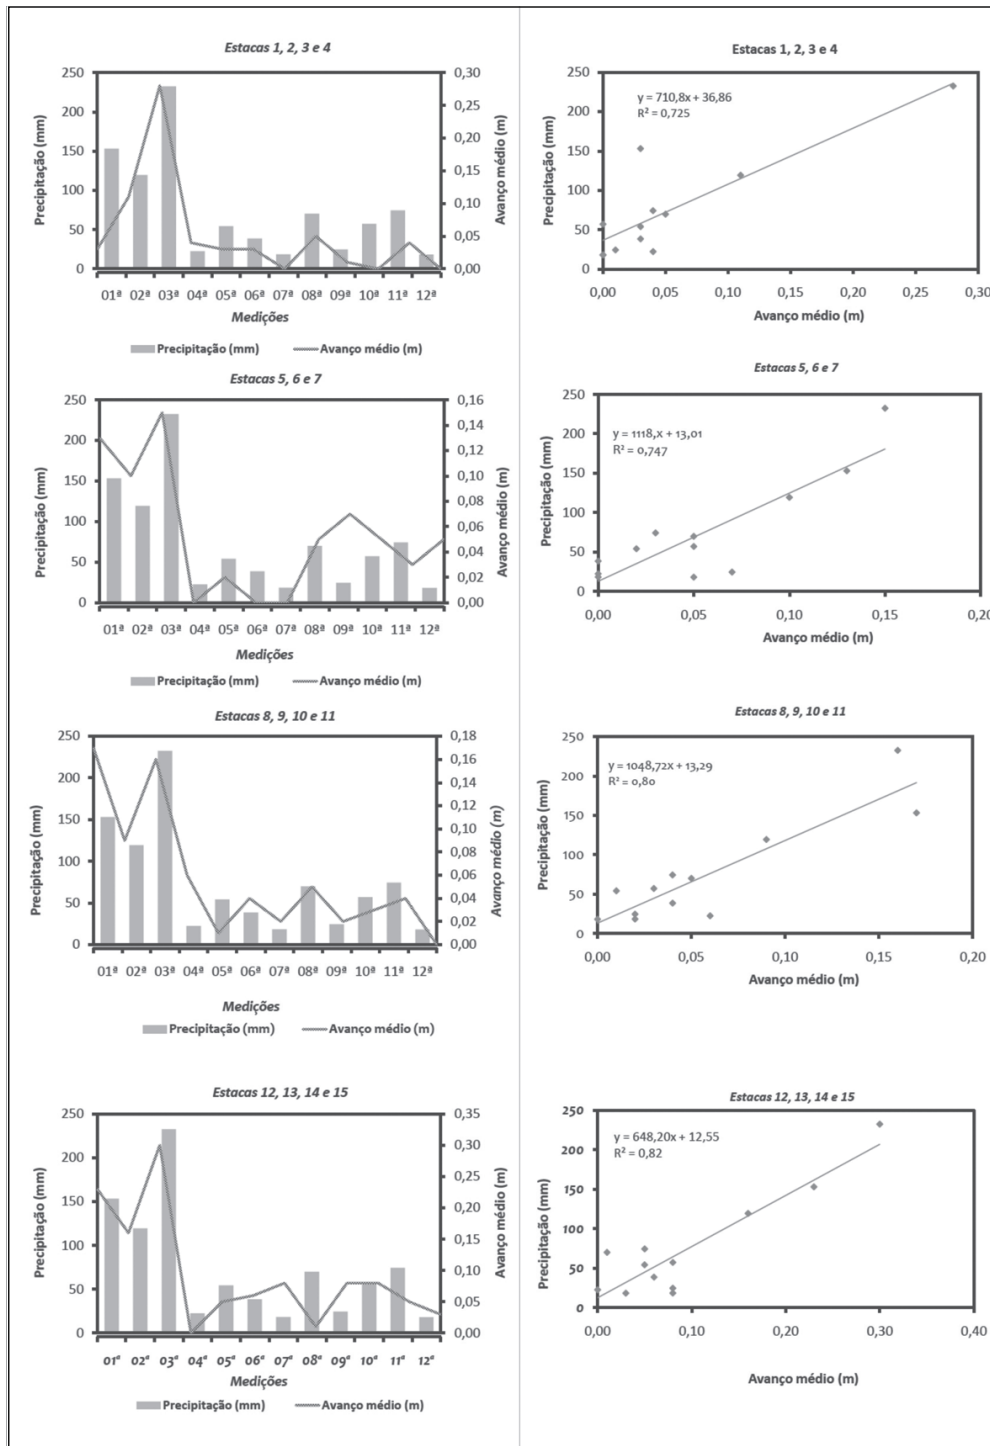 Estacas 1, 2, 3 e 4
250
200
150
100
50
0
Precipitação (mm)
0,30
0,25
0,20
0,15
0,10
0,05
0,00
Avanço médio (m)
01ª 02ª 03ª 04ª 05ª 06ª 07ª 08ª 09ª 10ª 11ª 12ª
Medições
Precipitação (mm) Avanço médio (m)
Estacas 1, 2, 3 e 4
y = 710,8x + 36,86
R² = 0,725
250
200
150
100
50
0
Precipitação (mm)
0,00 0,05 0,10 0,15 0,20 0,25 0,30
Avanço médio (m)
Estacas 5, 6 e 7
250
200
150
100
50
0
Precipitação (mm)
0,16
0,14
0,12
0,10
0,08
0,06
0,04
0,02
0,00
Avanço médio (m)
01ª 02ª 03ª 04ª 05ª 06ª 07ª 08ª 09ª 10ª 11ª 12ª
Medições
Precipitação (mm) Avanço médio (m)
Estacas 5, 6 e 7
y = 1118,x + 13,01
R² = 0,747
250
200
150
100
50
0
Precipitação (mm)
0,00 0,05 0,10 0,15 0,20
Avanço médio (m)
Estacas 8, 9, 10 e 11
250
200
150
100
50
0
Precipitação (mm)
0,18
0,16
0,14
0,12
0,10
0,08
0,06
0,04
0,02
0,00
Avanço médio (m)
01ª 02ª 03ª 04ª 05ª 06ª 07ª 08ª 09ª 10ª 11ª 12ª
Medições
Precipitação (mm) Avanço médio (m)
Estacas 8, 9, 10 e 11
y = 1048,72x + 13,29
R² = 0,80
250
200
150
100
50
0
Precipitação (mm)
0,00 0,05 0,10 0,15 0,20
Avanço médio (m)
Estacas 12, 13, 14 e 15
250
200
150
100
50
0
Precipitação (mm)
0,35
0,30
0,25
0,20
0,15
0,10
0,05
0,00
Avanço médio (m)
01ª 02ª 03ª 04ª 05ª 06ª 07ª 08ª 09ª 10ª 11ª 12ª
Medições
Precipitação (mm) Avanço médio (m)
Estacas 12, 13, 14 e 15
y = 648,20x + 12,55
R² = 0,82
250
200
150
100
50
0
Precipitação (mm)
0,00 0,10 0,20 0,30 0,40
Avanço médio (m)